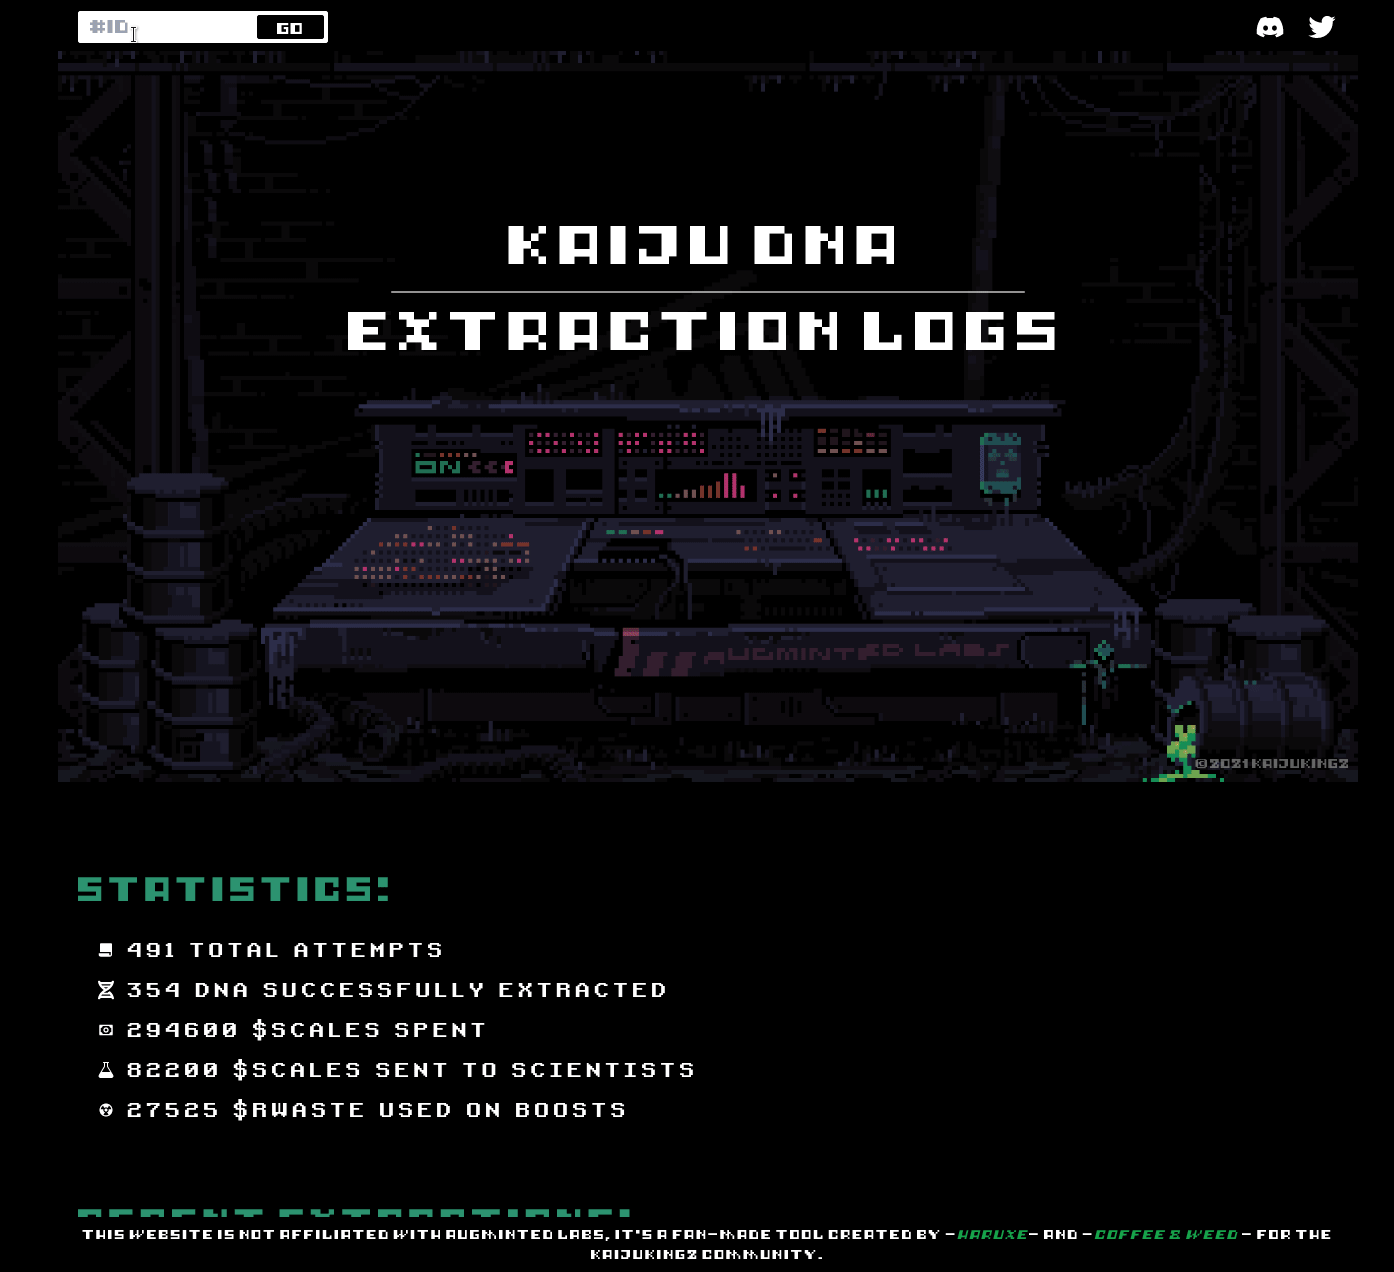 #ID
GO
KAIJU DNA
EXTRACTION LOGS
ON
AUGMINTED LABS
©2021 KAIJUKINGZ
STATISTICS!
491 TOTAL ATTEMPTS
354 DNA SUCCESSFULLY EXTRACTED
294600 $SCALES SPENT
82200 $SCALES SENT TO SCIENTISTS
27525 $RWASTE USED ON BOOSTS
RECENT EXTRACTIONS!
THIS WEBSITE IS NOT AFFILIATED WITH AUGMINTED LABS, IT'S A FAN-MADE TOOL CREATED BY -HARUXE- AND -COFFEE & WEED - FOR THE
KAIJUKINGZ COMMUNITY.